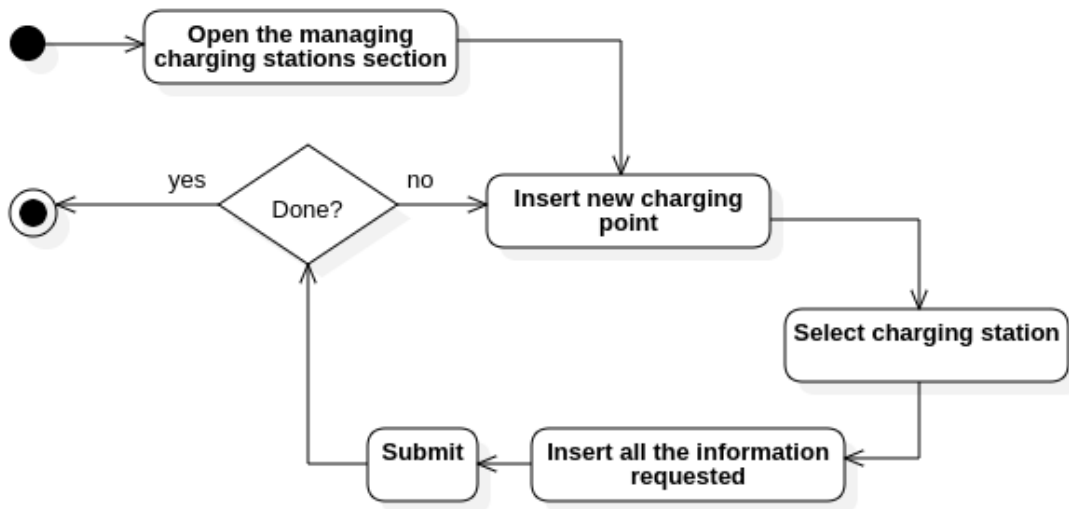 Open the managing
charging stations section
yes
Done?
no
Insert new charging
point
Select charging station
Submit
Insert all the information
requested